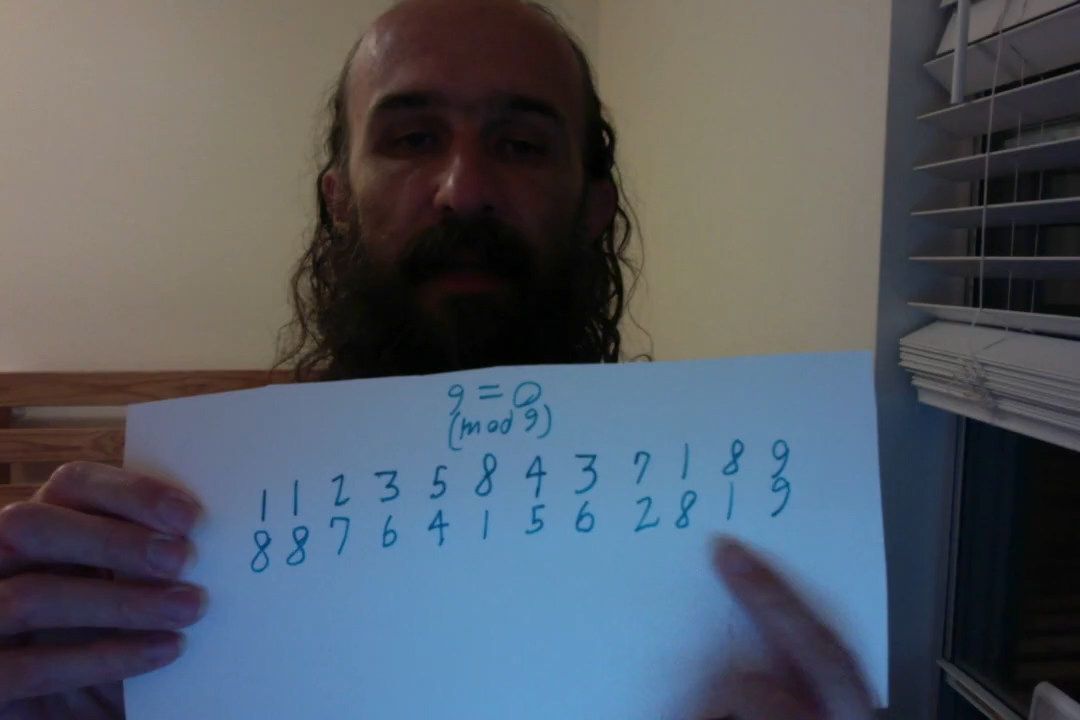 9 = 0
(mod 9)
1 1 2 3 5 8 4 3 7 1 8 9
8 8 7 6 4 1 5 6 2 8 1 9